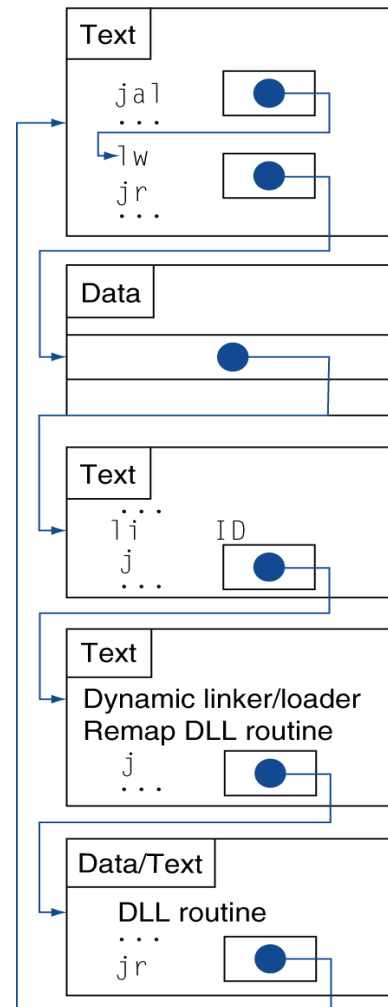 Text
jal
...
lw
jr
...
Data
Text
...
li ID
j
...
Text
Dynamic linker/loader
Remap DLL routine
j
...
Data/Text
DLL routine
...
jr